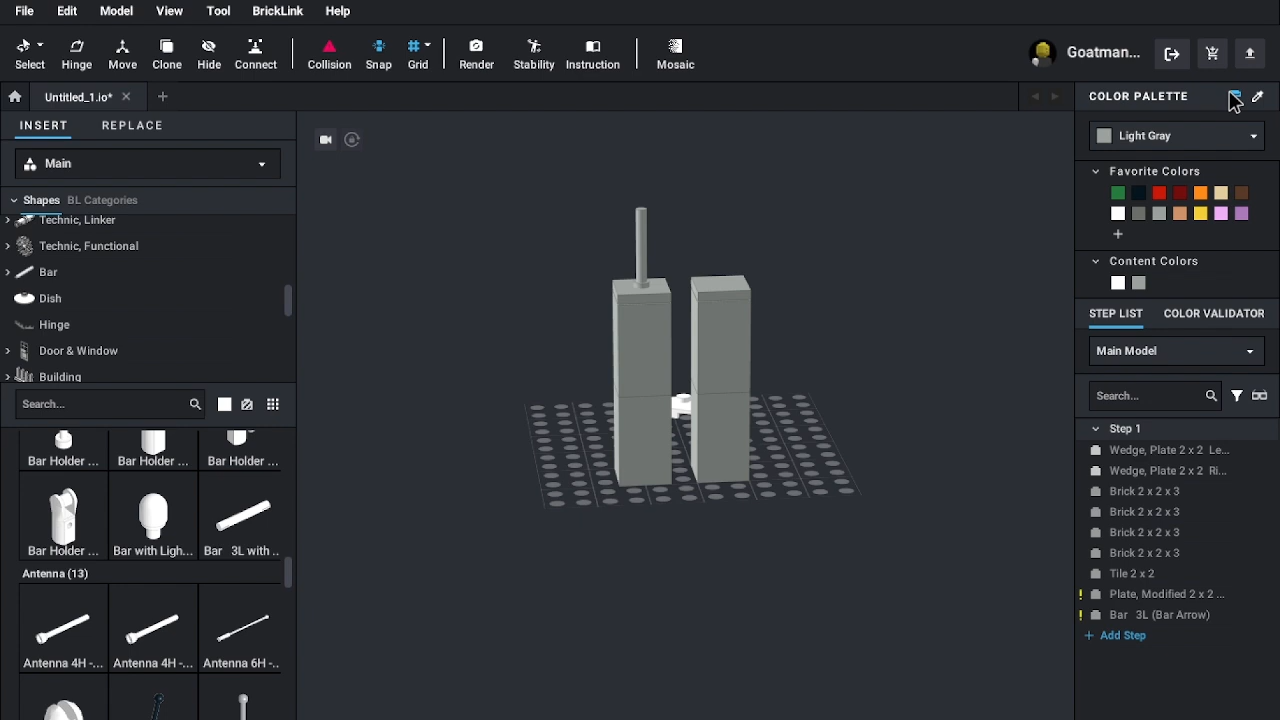 File Edit Model View Tool BrickLink Help
Select Hinge Move Clone Hide Connect Collision Snap Grid Render Stability Instruction Mosaic
Goatman...
Untitled_1.io*
INSERT REPLACE
Main
Shapes BL Categories
Technic, Linker
Technic, Functional
Bar
Dish
Hinge
Door & Window
Building
Search...
Bar Holder ... Bar Holder ... Bar Holder ...
Bar Holder ... Bar with Ligh... Bar 3L with ..
Antenna (13)
Antenna 4H -... Antenna 4H -... Antenna 6H -..
COLOR PALETTE
Light Gray
Favorite Colors
Content Colors
STEP LIST COLOR VALIDATOR
Main Model
Search...
Step 1
Wedge, Plate 2 x 2 Le...
Wedge, Plate 2 x 2 Ri...
Brick 2 x 2 x 3
Brick 2 x 2 x 3
Brick 2 x 2 x 3
Brick 2 x 2 x 3
Tile 2 x 2
Plate, Modified 2 x 2 ...
Bar 3L (Bar Arrow)
+ Add Step